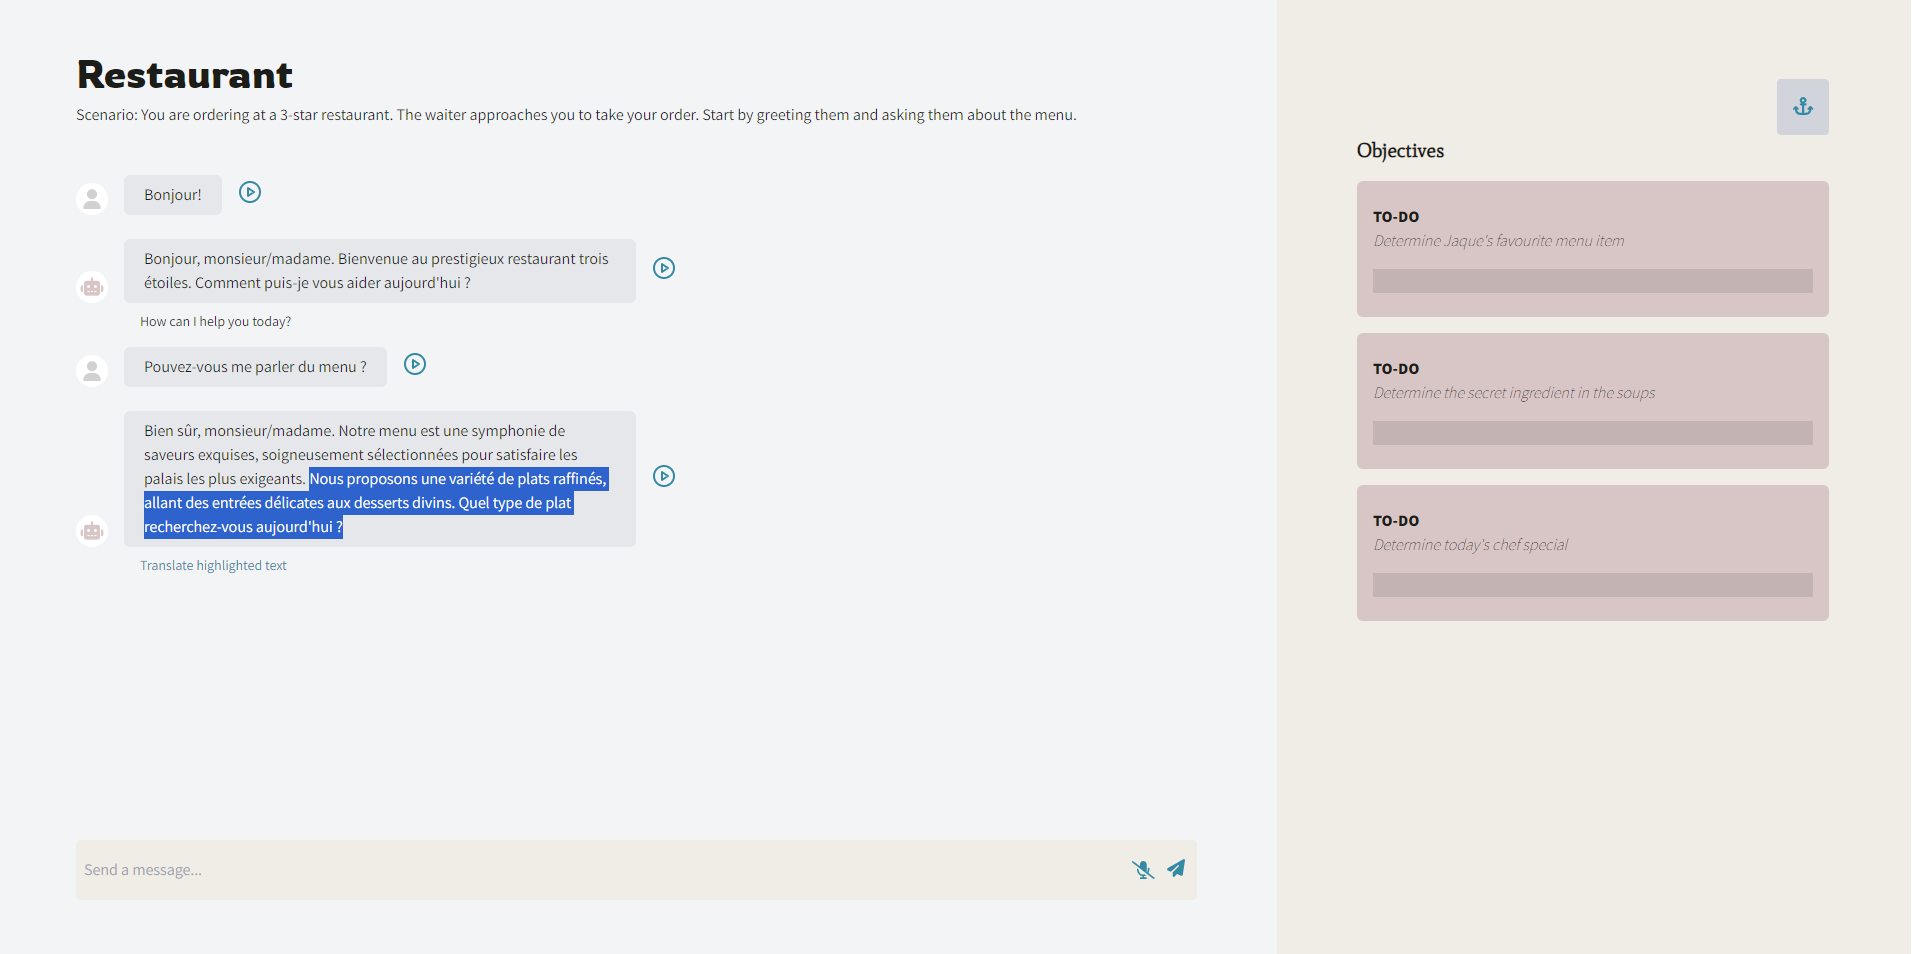 Restaurant
Scenario: You are ordering at a 3-star restaurant. The waiter approaches you to take your order. Start by greeting them and asking them about the menu.
Bonjour!
Bonjour, monsieur/madame. Bienvenue au prestigieux restaurant trois
étoiles. Comment puis-je vous aider aujourd'hui ?
How can I help you today?
Pouvez-vous me parler du menu ?
Bien sûr, monsieur/madame. Notre menu est une symphonie de
saveurs exquises, soigneusement sélectionnées pour satisfaire les
palais les plus exigeants. Nous proposons une variété de plats raffinés,
allant des entrées délicates aux desserts divins. Quel type de plat
recherchez-vous aujourd'hui ?
Translate highlighted text
Send a message...
Objectives
TO-DO
Determine Jaque's favourite menu item
TO-DO
Determine the secret ingredient in the soups
TO-DO
Determine today's chef special